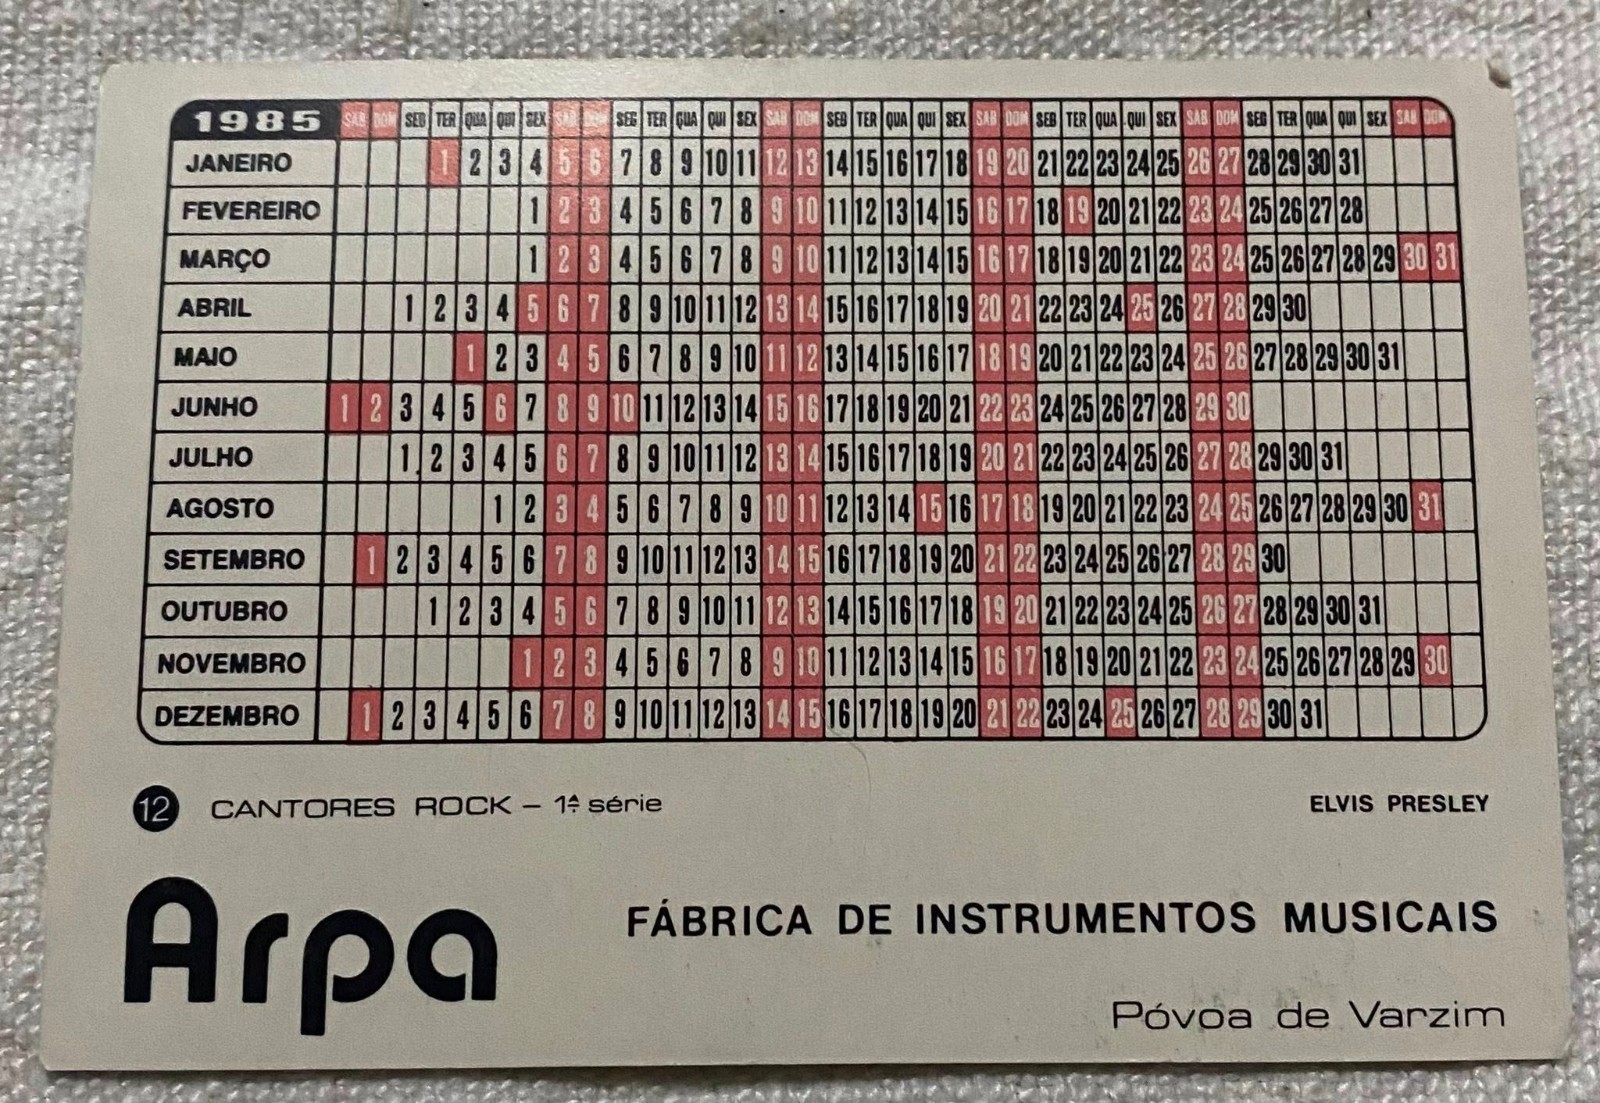 1985 SAB DOM SEG TER QUA QUI SEX SAB DOM SEG TER QUA QUI SEX SAB DOM SEG TER QUA QUI SEX SAB DOM SEG TER QUA QUI SEX SAB DOM SEG TER QUA QUI SEX SAB DOM
JANEIRO 1 2 3 4 5 6 7 8 9 10 11 12 13 14 15 16 17 18 19 20 21 22 23 24 25 26 27 28 29 30 31
FEVEREIRO 1 2 3 4 5 6 7 8 9 10 11 12 13 14 15 16 17 18 19 20 21 22 23 24 25 26 27 28
MARÇO 1 2 3 4 5 6 7 8 9 10 11 12 13 14 15 16 17 18 19 20 21 22 23 24 25 26 27 28 29 30 31
ABRIL 1 2 3 4 5 6 7 8 9 10 11 12 13 14 15 16 17 18 19 20 21 22 23 24 25 26 27 28 29 30
MAIO 1 2 3 4 5 6 7 8 9 10 11 12 13 14 15 16 17 18 19 20 21 22 23 24 25 26 27 28 29 30 31
JUNHO 1 2 3 4 5 6 7 8 9 10 11 12 13 14 15 16 17 18 19 20 21 22 23 24 25 26 27 28 29 30
JULHO 1 2 3 4 5 6 7 8 9 10 11 12 13 14 15 16 17 18 19 20 21 22 23 24 25 26 27 28 29 30 31
AGOSTO 1 2 3 4 5 6 7 8 9 10 11 12 13 14 15 16 17 18 19 20 21 22 23 24 25 26 27 28 29 30 31
SETEMBRO 1 2 3 4 5 6 7 8 9 10 11 12 13 14 15 16 17 18 19 20 21 22 23 24 25 26 27 28 29 30
OUTUBRO 1 2 3 4 5 6 7 8 9 10 11 12 13 14 15 16 17 18 19 20 21 22 23 24 25 26 27 28 29 30 31
NOVEMBRO 1 2 3 4 5 6 7 8 9 10 11 12 13 14 15 16 17 18 19 20 21 22 23 24 25 26 27 28 29 30
DEZEMBRO 1 2 3 4 5 6 7 8 9 10 11 12 13 14 15 16 17 18 19 20 21 22 23 24 25 26 27 28 29 30 31
12 CANTORES ROCK – 1ª série ELVIS PRESLEY
Arpa FÁBRICA DE INSTRUMENTOS MUSICAIS
Póvoa de Varzim